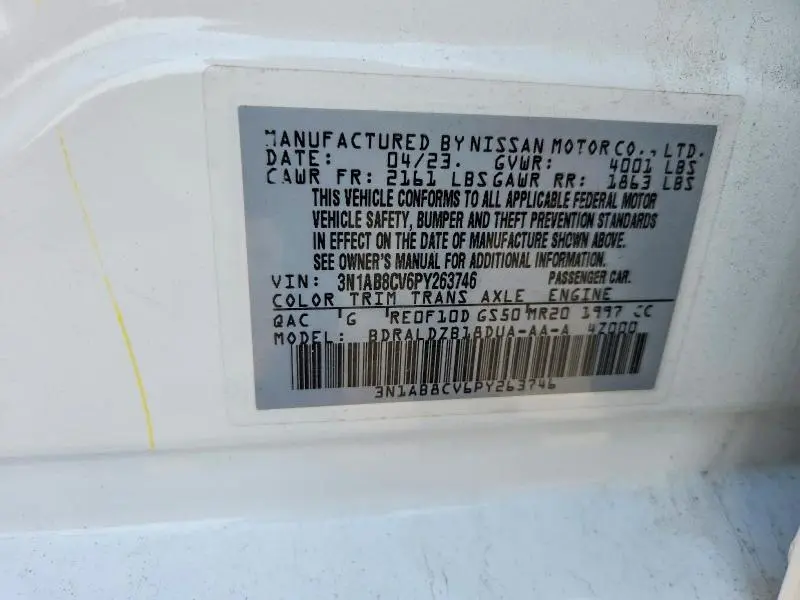 MANUFACTURED BY NISSAN MOTOR CO., LTD.
DATE: 04/23. GVWR: 4001 LBS
GAWR FR: 2161 LBS GAWR RR: 1863 LBS
THIS VEHICLE CONFORMS TO ALL APPLICABLE FEDERAL MOTOR
VEHICLE SAFETY, BUMPER AND THEFT PREVENTION STANDARDS
IN EFFECT ON THE DATE OF MANUFACTURE SHOWN ABOVE.
SEE OWNER'S MANUAL FOR ADDITIONAL INFORMATION.
VIN: 3N1AB8CV6PY263746 PASSENGER CAR.
COLOR TRIM TRANS AXLE ENGINE
QAC G RE0F10D GS50 MR20 1997 CC
MODEL: BDRALDZB18DUA-AA-A 4Z000
3N1AB8CV6PY263746